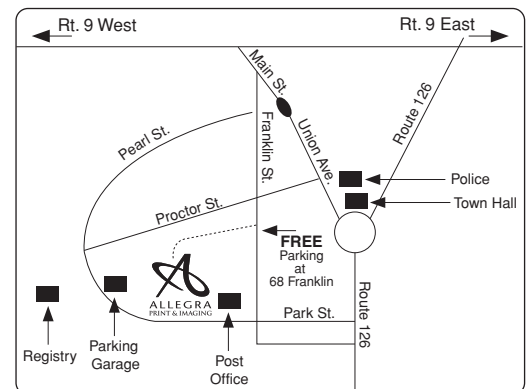 Rt. 9 West
Rt. 9 East
Main St.
Union Ave.
Route 126
Pearl St.
Franklin St.
Proctor St.
Police
Town Hall
FREE
Parking
at
68 Franklin
ALLEGRA
PRINT & IMAGING
Park St.
Route 126
Registry
Parking
Garage
Post
Office